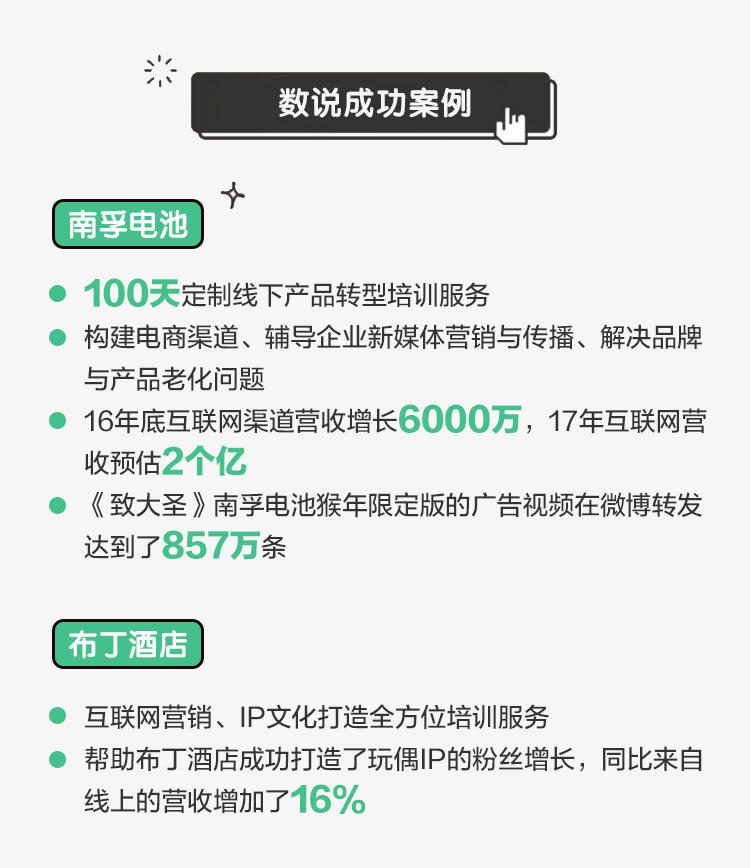 数说成功案例
南孚电池
100天定制线下产品转型培训服务
构建电商渠道、辅导企业新媒体营销与传播、解决品牌
与产品老化问题
16年底互联网渠道营收增长6000万，17年互联网营
收预估2个亿
《致大圣》南孚电池猴年限定版的广告视频在微博转发
达到了857万条
布丁酒店
互联网营销、IP文化打造全方位培训服务
帮助布丁酒店成功打造了玩偶IP的粉丝增长，同比来自
线上的营收增加了16%